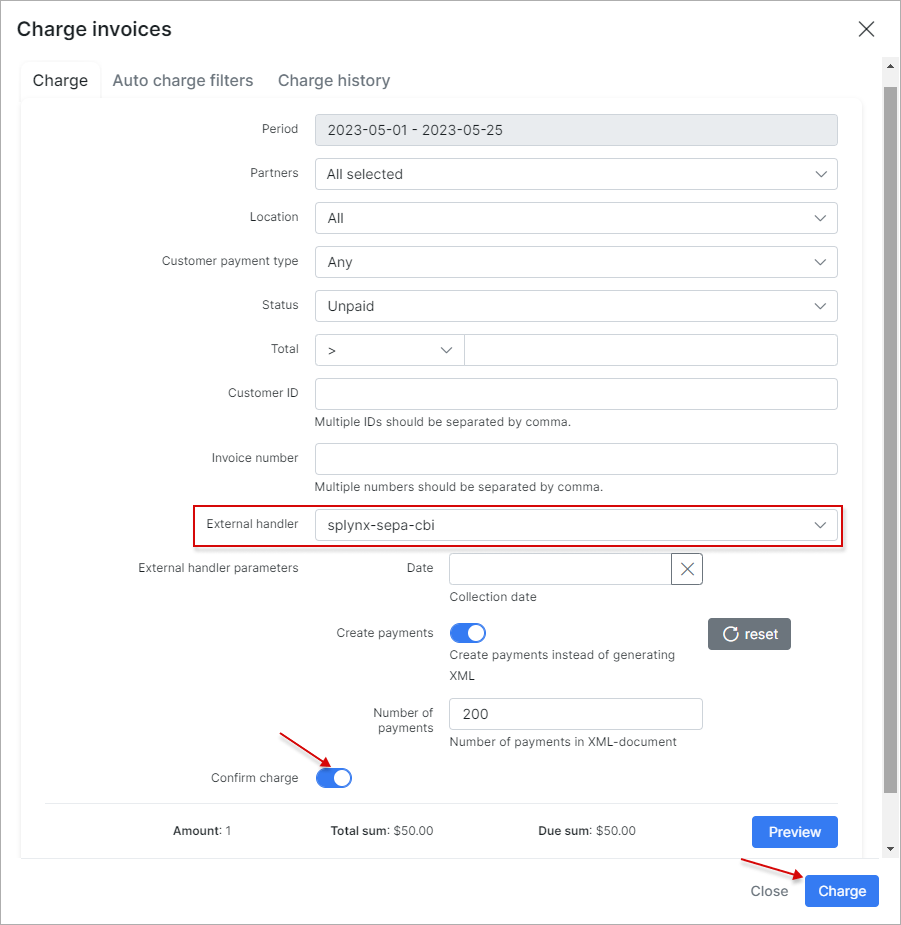 Charge invoices
Charge Auto charge filters Charge history
Period 2023-05-01 - 2023-05-25
Partners All selected
Location All
Customer payment type Any
Status Unpaid
Total >
Customer ID
Multiple IDs should be separated by comma.
Invoice number
Multiple numbers should be separated by comma.
External handler splynx-sepa-cbi
External handler parameters Date
Collection date
Create payments reset
Create payments instead of generating
XML
Number of
payments 200
Number of payments in XML-document
Confirm charge
Amount: 1 Total sum: $50.00 Due sum: $50.00 Preview
Close Charge